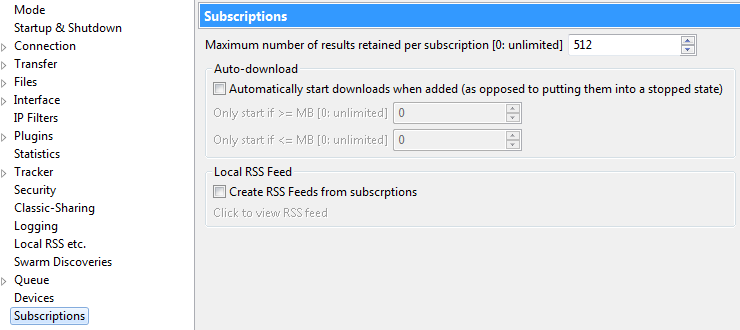 Mode
Startup & Shutdown
Connection
Transfer
Files
Interface
IP Filters
Plugins
Statistics
Tracker
Security
Classic-Sharing
Logging
Local RSS etc.
Swarm Discoveries
Queue
Devices
Subscriptions
Subscriptions
Maximum number of results retained per subscription [0: unlimited] 512
Auto-download
Automatically start downloads when added (as opposed to putting them into a stopped state)
Only start if >= MB [0: unlimited] 0
Only start if <= MB [0: unlimited] 0
Local RSS Feed
Create RSS Feeds from subscrptions
Click to view RSS feed